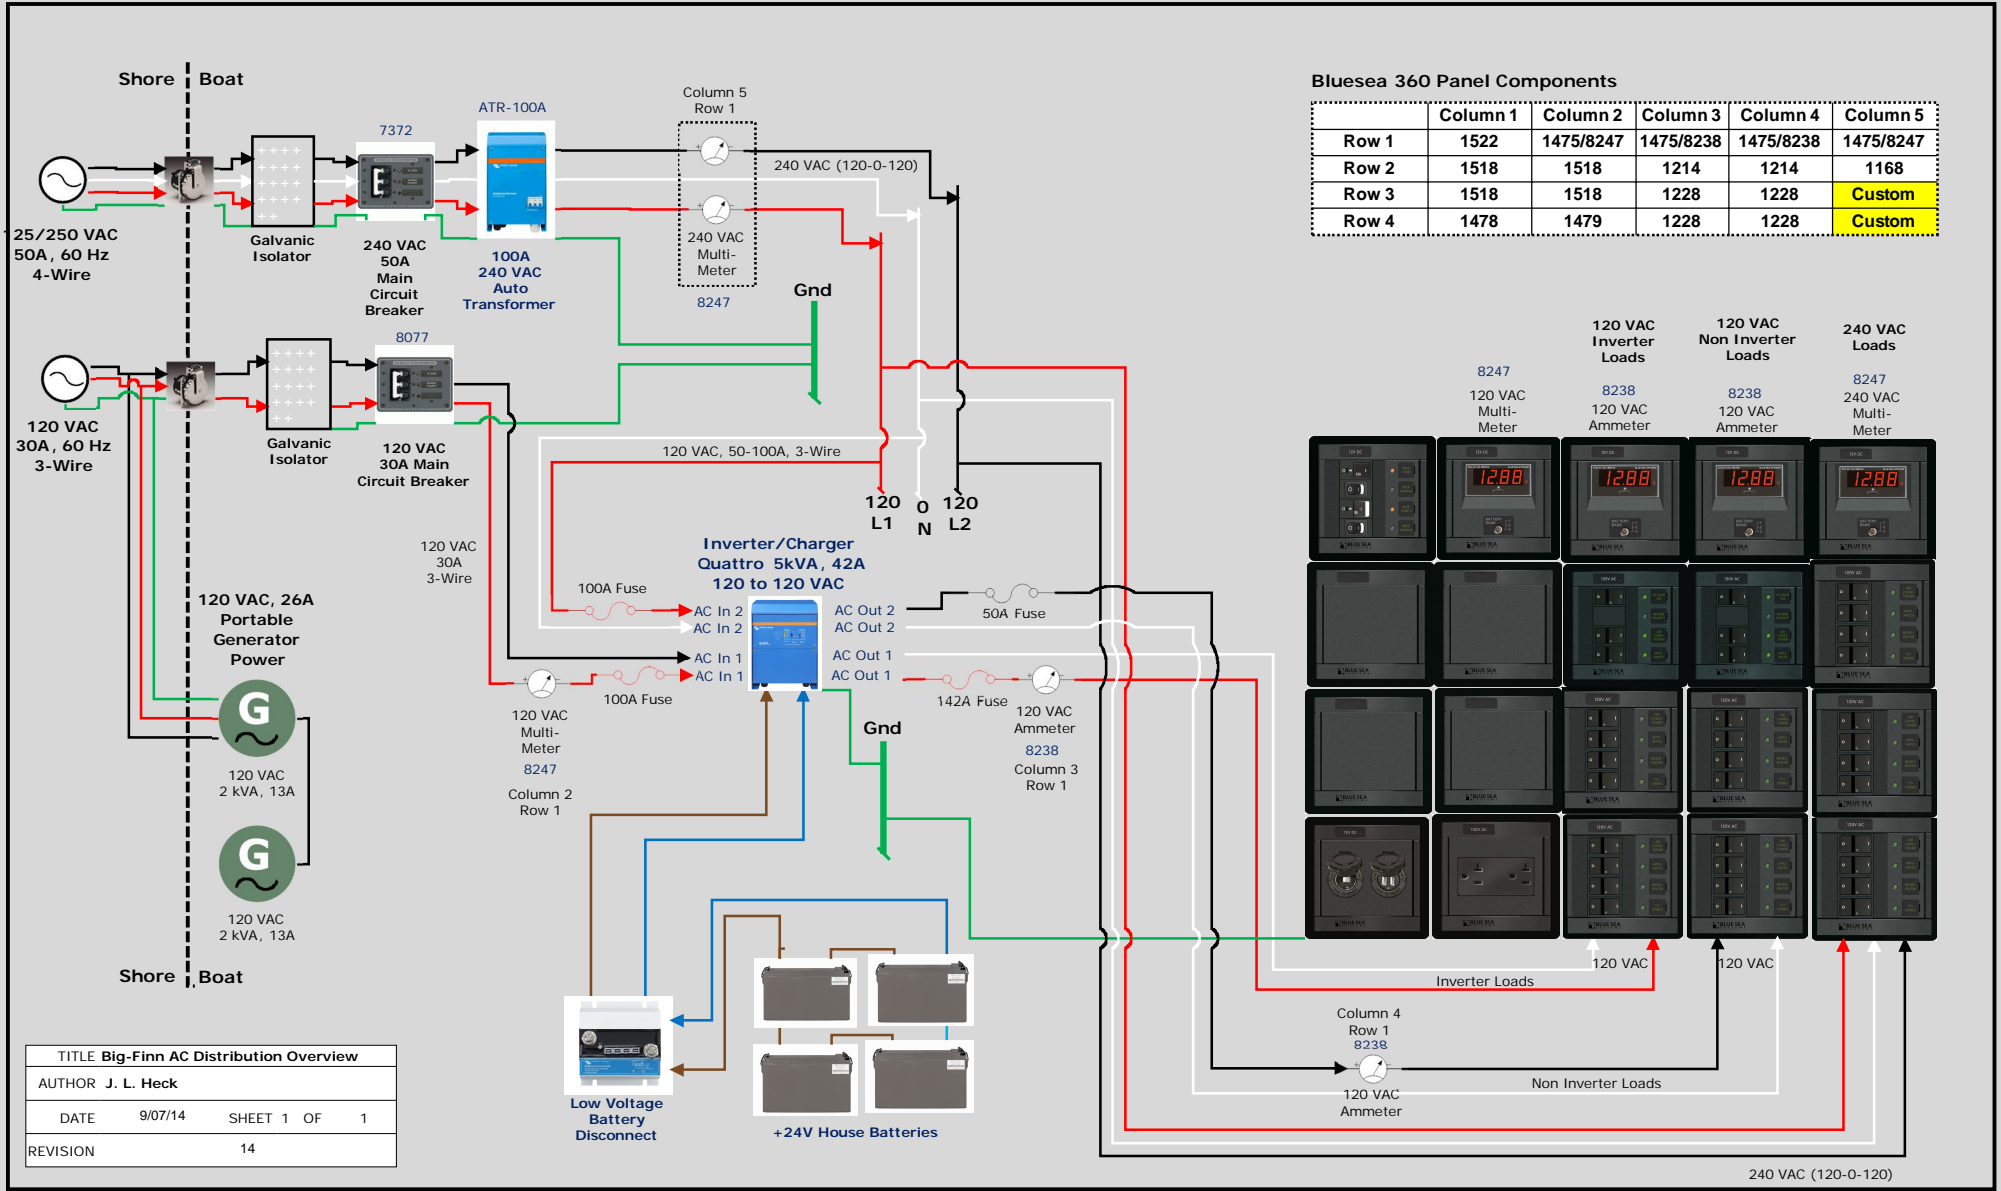 Shore
Boat
125/250 VAC
50A, 60 Hz
4-Wire
Galvanic
Isolator
7372
240 VAC
50A
Main
Circuit
Breaker
ATR-100A
100A
240 VAC
Auto
Transformer
Column 5
Row 1
240 VAC
Multi-
Meter
8247
240 VAC (120-0-120)
Gnd
120 VAC
30A, 60 Hz
3-Wire
Galvanic
Isolator
8077
120 VAC
30A Main
Circuit Breaker
120 VAC, 50-100A, 3-Wire
120
L1
0
N
120
L2
120 VAC
30A
3-Wire
Inverter/Charger
Quattro 5kVA, 42A
120 to 120 VAC
100A Fuse
AC In 2
AC In 2
AC In 1
AC In 1
AC Out 2
AC Out 2
AC Out 1
AC Out 1
50A Fuse
100A Fuse
142A Fuse
120 VAC
Multi-
Meter
8247
Column 2
Row 1
120 VAC
Ammeter
8238
Column 3
Row 1
Gnd
120 VAC, 26A
Portable
Generator
Power
G
120 VAC
2 kVA, 13A
G
120 VAC
2 kVA, 13A
Shore
Boat
Low Voltage
Battery
Disconnect
+24V House Batteries
Bluesea 360 Panel Components
Column 1 Column 2 Column 3 Column 4 Column 5
Row 1 1522 1475/8247 1475/8238 1475/8238 1475/8247
Row 2 1518 1518 1214 1214 1168
Row 3 1518 1518 1228 1228 Custom
Row 4 1478 1479 1228 1228 Custom
8247
120 VAC
Multi-
Meter
120 VAC
Inverter
Loads
8238
120 VAC
Ammeter
120 VAC
Non Inverter
Loads
8238
120 VAC
Ammeter
240 VAC
Loads
8247
240 VAC
Multi-
Meter
12.88
12.88
12.88
12.88
BLUE SEA
120 VAC
120 VAC
Inverter Loads
Column 4
Row 1
8238
120 VAC
Ammeter
Non Inverter Loads
240 VAC (120-0-120)
TITLE Big-Finn AC Distribution Overview
AUTHOR J. L. Heck
DATE 9/07/14 SHEET 1 OF 1
REVISION 14